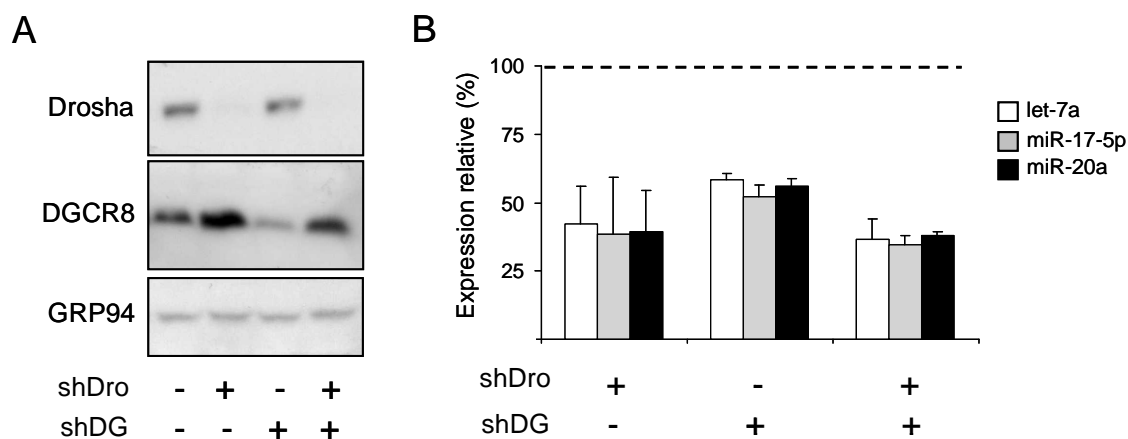 A
Drosha
DGCR8
GRP94
shDro - + - +
shDG - - + +
B
Expression relative (%)
100
75
50
25
let-7a
miR-17-5p
miR-20a
shDro + - +
shDG - + +